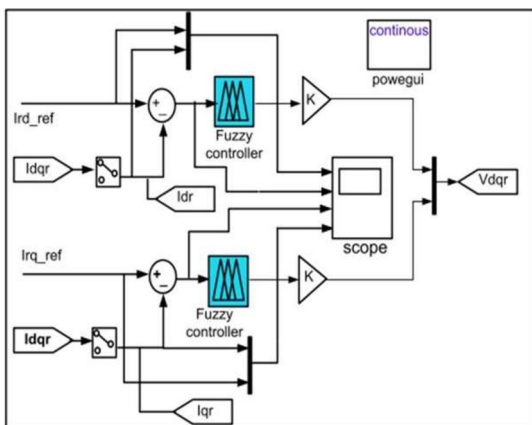 continous
powegui
K
Ird_ref
Fuzzy
controller
Idqr
Idr
Vdqr
scope
Irq_ref
K
Fuzzy
controller
Idqr
Iqr